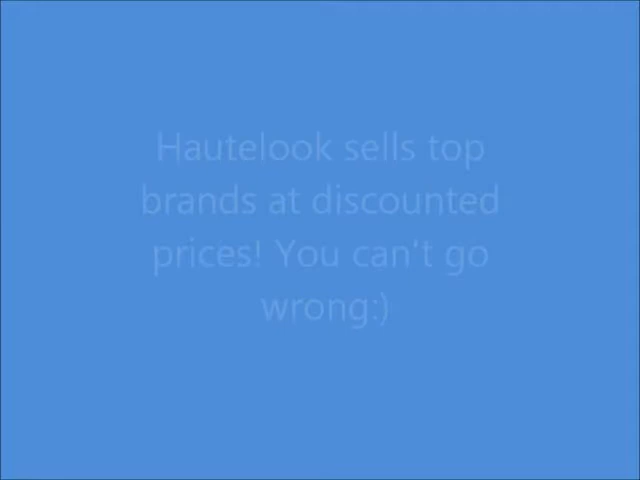 Hautelook sells top
brands at discounted
prices! You can't go
wrong:)